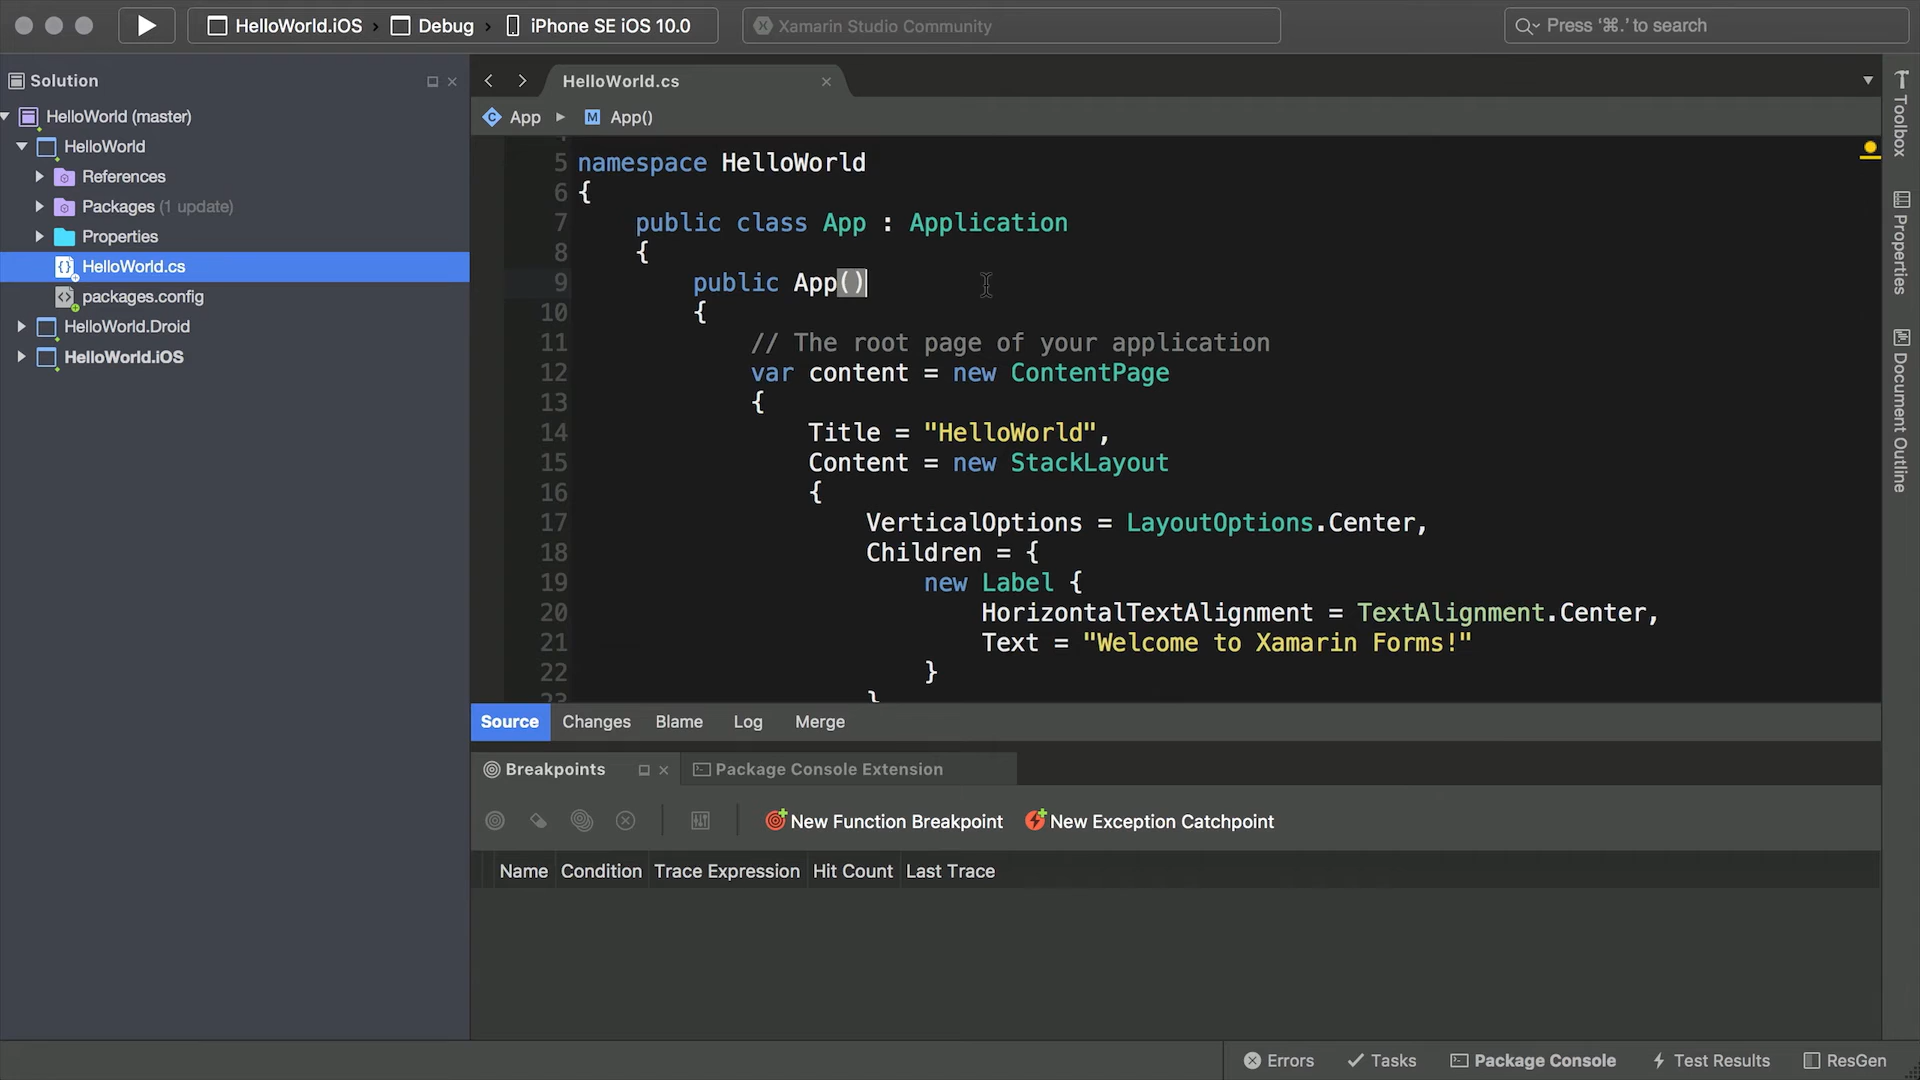 HelloWorld.iOS › Debug › iPhone SE iOS 10.0
Xamarin Studio Community
Press ‘⌘.’ to search
Solution
HelloWorld (master)
HelloWorld
References
Packages (1 update)
Properties
HelloWorld.cs
packages.config
HelloWorld.Droid
HelloWorld.iOS
HelloWorld.cs
App
M App()
5 namespace HelloWorld
6 {
7 public class App : Application
8 {
9 public App()
10 {
11 // The root page of your application
12 var content = new ContentPage
13 {
14 Title = "HelloWorld",
15 Content = new StackLayout
16 {
17 VerticalOptions = LayoutOptions.Center,
18 Children = {
19 new Label {
20 HorizontalTextAlignment = TextAlignment.Center,
21 Text = "Welcome to Xamarin Forms!"
22 }
23 }
Source Changes Blame Log Merge
Breakpoints
Package Console Extension
New Function Breakpoint
New Exception Catchpoint
Name Condition Trace Expression Hit Count Last Trace
Errors
Tasks
Package Console
Test Results
ResGen
Toolbox
Properties
Document Outline